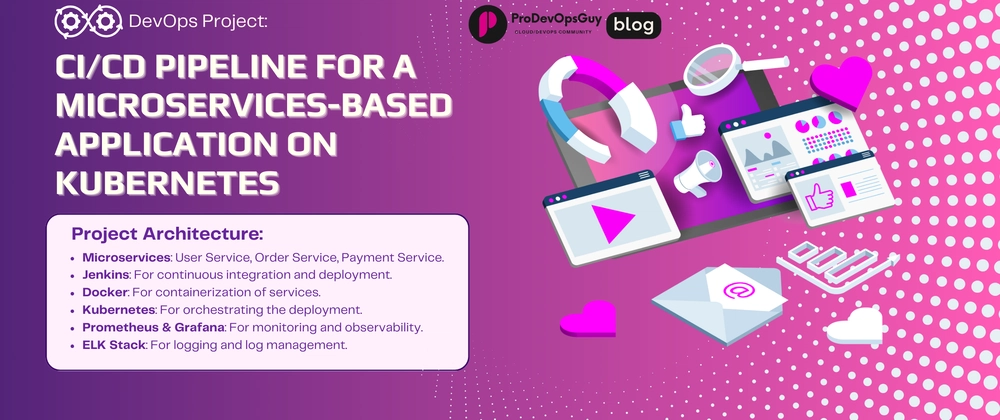 DevOps Project:
ProDevOpsGuy
CLOUD|DEVOPS COMMUNITY
blog
CI/CD PIPELINE FOR A
MICROSERVICES-BASED
APPLICATION ON
KUBERNETES
Project Architecture:
• Microservices: User Service, Order Service, Payment Service.
• Jenkins: For continuous integration and deployment.
• Docker: For containerization of services.
• Kubernetes: For orchestrating the deployment.
• Prometheus & Grafana: For monitoring and observability.
• ELK Stack: For logging and log management.
@